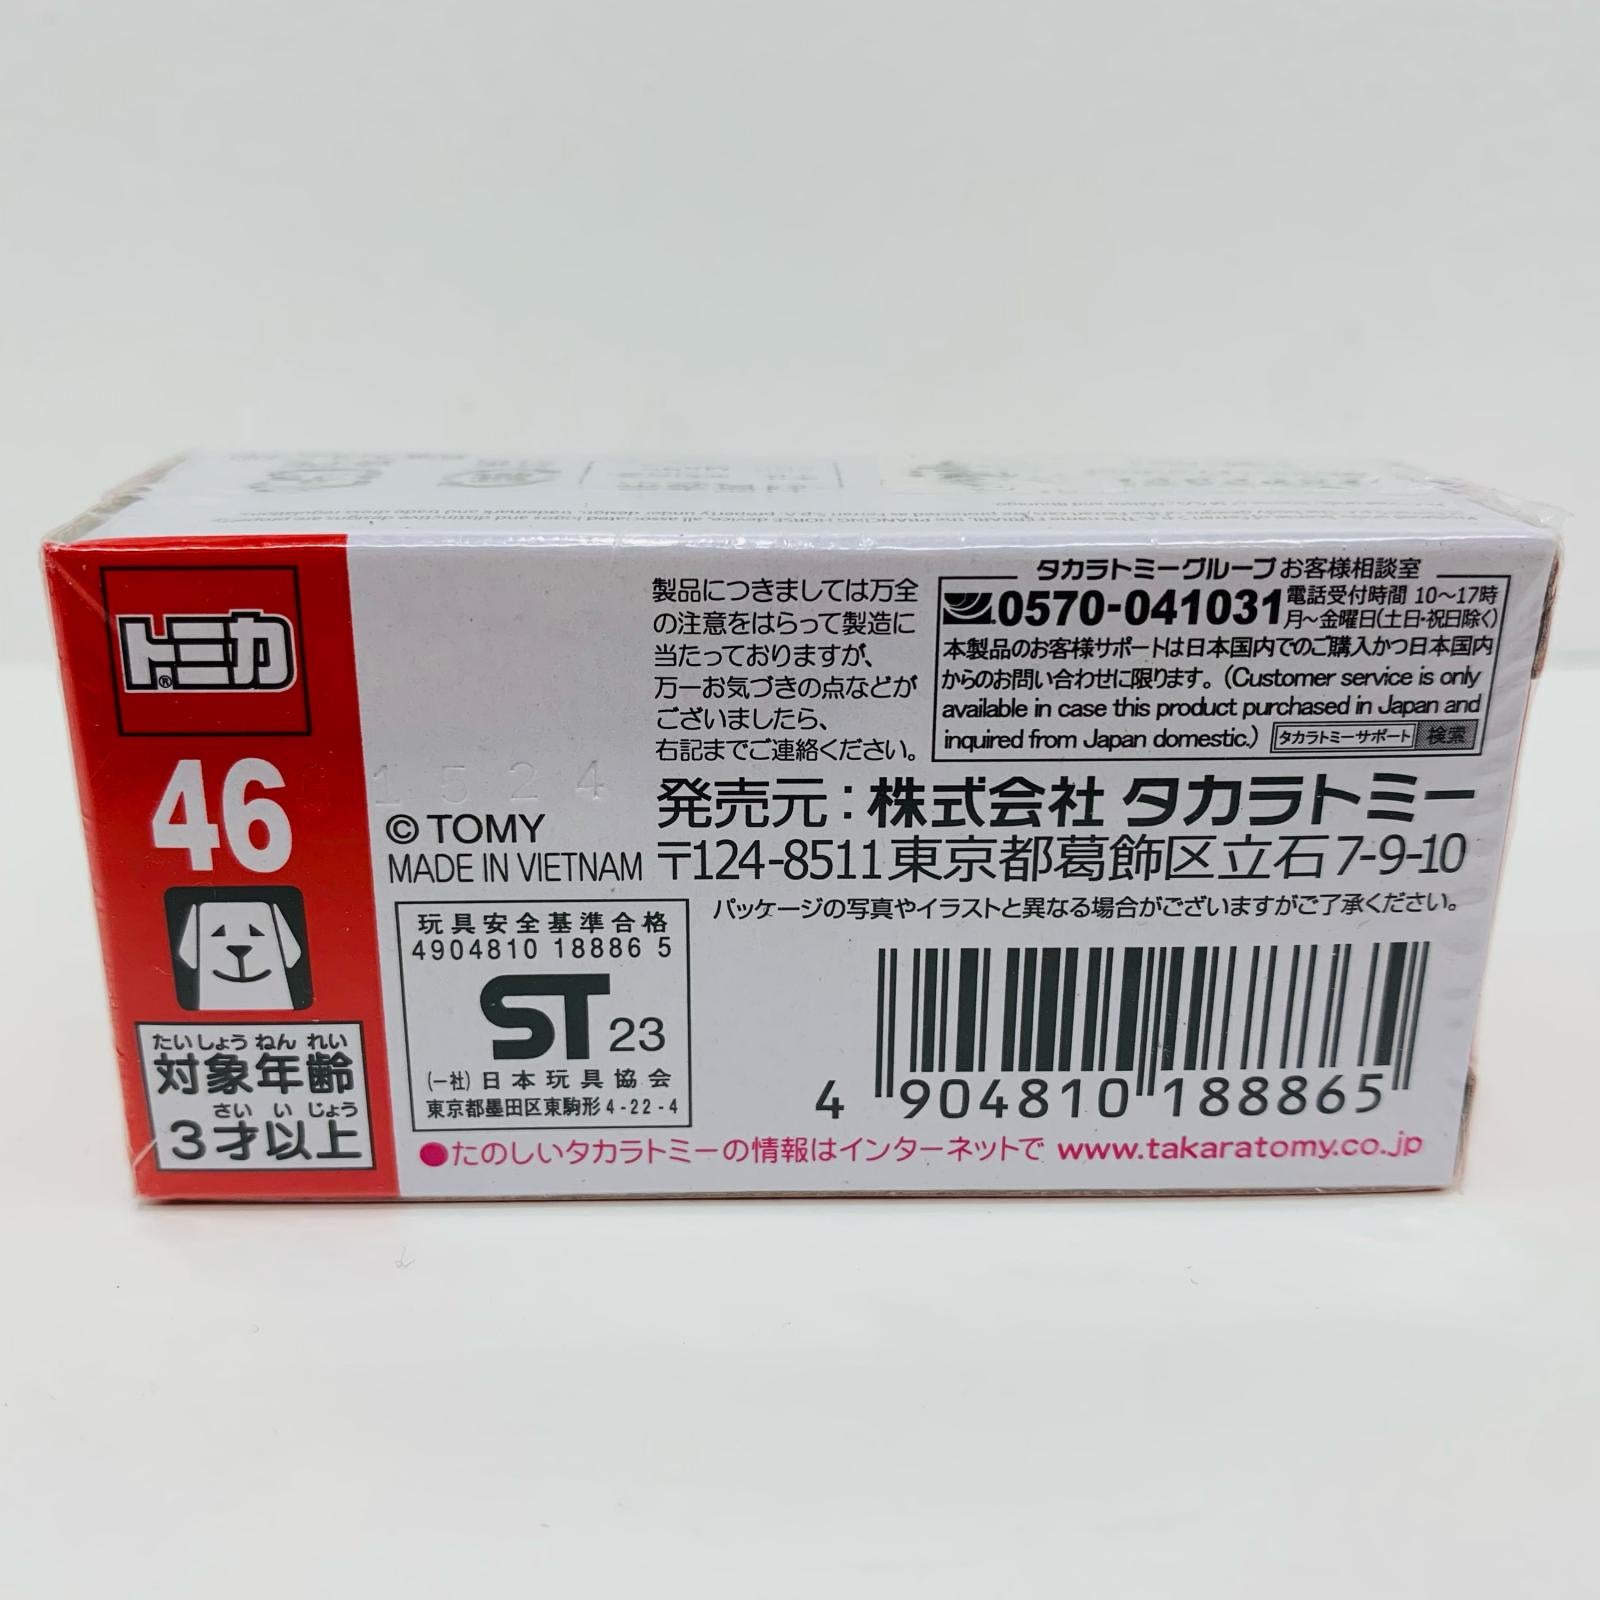 トミカ®
46
たいしょうねんれい
対象年齢
さい い じょう
3才以上
01524
© TOMY
MADE IN VIETNAM
玩具安全基準合格
4904810 18886 5
ST 23
(一社)日本玩具協会
東京都墨田区東駒形4-22-4
製品につきましては万全
の注意をはらって製造に
当たっておりますが、
万一お気づきの点などが
ございましたら、
右記までご連絡ください。
タカラトミーグループお客様相談室
0570-041031
電話受付時間 10〜17時
月〜金曜日(土日・祝日除く)
本製品のお客様サポートは日本国内でのご購入かつ日本国内
からのお問い合わせに限ります。(Customer service is only
available in case this product purchased in Japan and
inquired from Japan domestic.) タカラトミーサポート 検索
発売元:株式会社 タカラトミー
〒124-8511東京都葛飾区立石7-9-10
パッケージの写真やイラストと異なる場合がございますがご了承ください。
4 904810 188865
●たのしいタカラトミーの情報はインターネットで www.takaratomy.co.jp